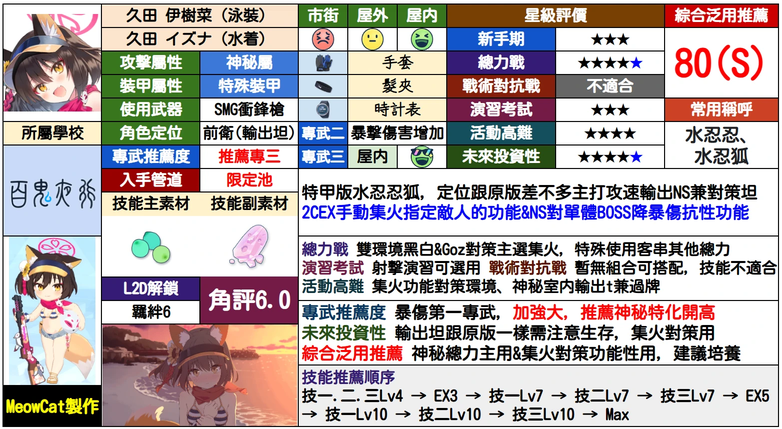 久田 伊樹菜（泳裝）
久田 イズナ（水着）
市街 屋外 屋内
星級評價
綜合泛用推薦
新手期 ★★★
80(S)
攻擊屬性 神秘屬
手套
總力戰 ★★★★★
裝甲屬性 特殊裝甲
髮夾
戰術對抗戰 不適合
使用武器 SMG衝鋒槍
時計表
演習考試 ★★★
常用稱呼
所屬學校
角色定位 前衛(輸出坦)
專武二 暴擊傷害增加
活動高難 ★★★★
水忍忍、
水忍狐
百鬼夜行
專武推薦度 推薦專三
專武三 屋内
未來投資性 ★★★★★
入手管道 限定池
特甲版水忍忍狐, 定位跟原版差不多主打攻速輸出NS兼對策坦
2CEX手動集火指定敵人的功能&NS對單體BOSS降暴傷抗性功能
技能主素材 技能副素材
總力戰 雙環境黑白&Goz對策主選集火, 特殊使用客串其他總力
演習考試 射擊演習可選用 戰術對抗戰 暫無組合可搭配, 技能不適合
活動高難 集火功能對策環境、神秘室内輸出t兼過牌
L2D解鎖
羈絆6
角評6.0
專武推薦度 暴傷第一專武, 加強大, 推薦神秘特化開高
未來投資性 輸出坦跟原版一樣需注意生存, 集火對策用
綜合泛用推薦 神秘總力主用&集火對策功能性用, 建議培養
技能推薦順序
技一.二.三Lv4 → EX3 → 技一Lv7 → 技二Lv7 → 技三Lv7 → EX5
→ 技一Lv10 → 技二Lv10 → 技三Lv10 → Max
MeowCat製作